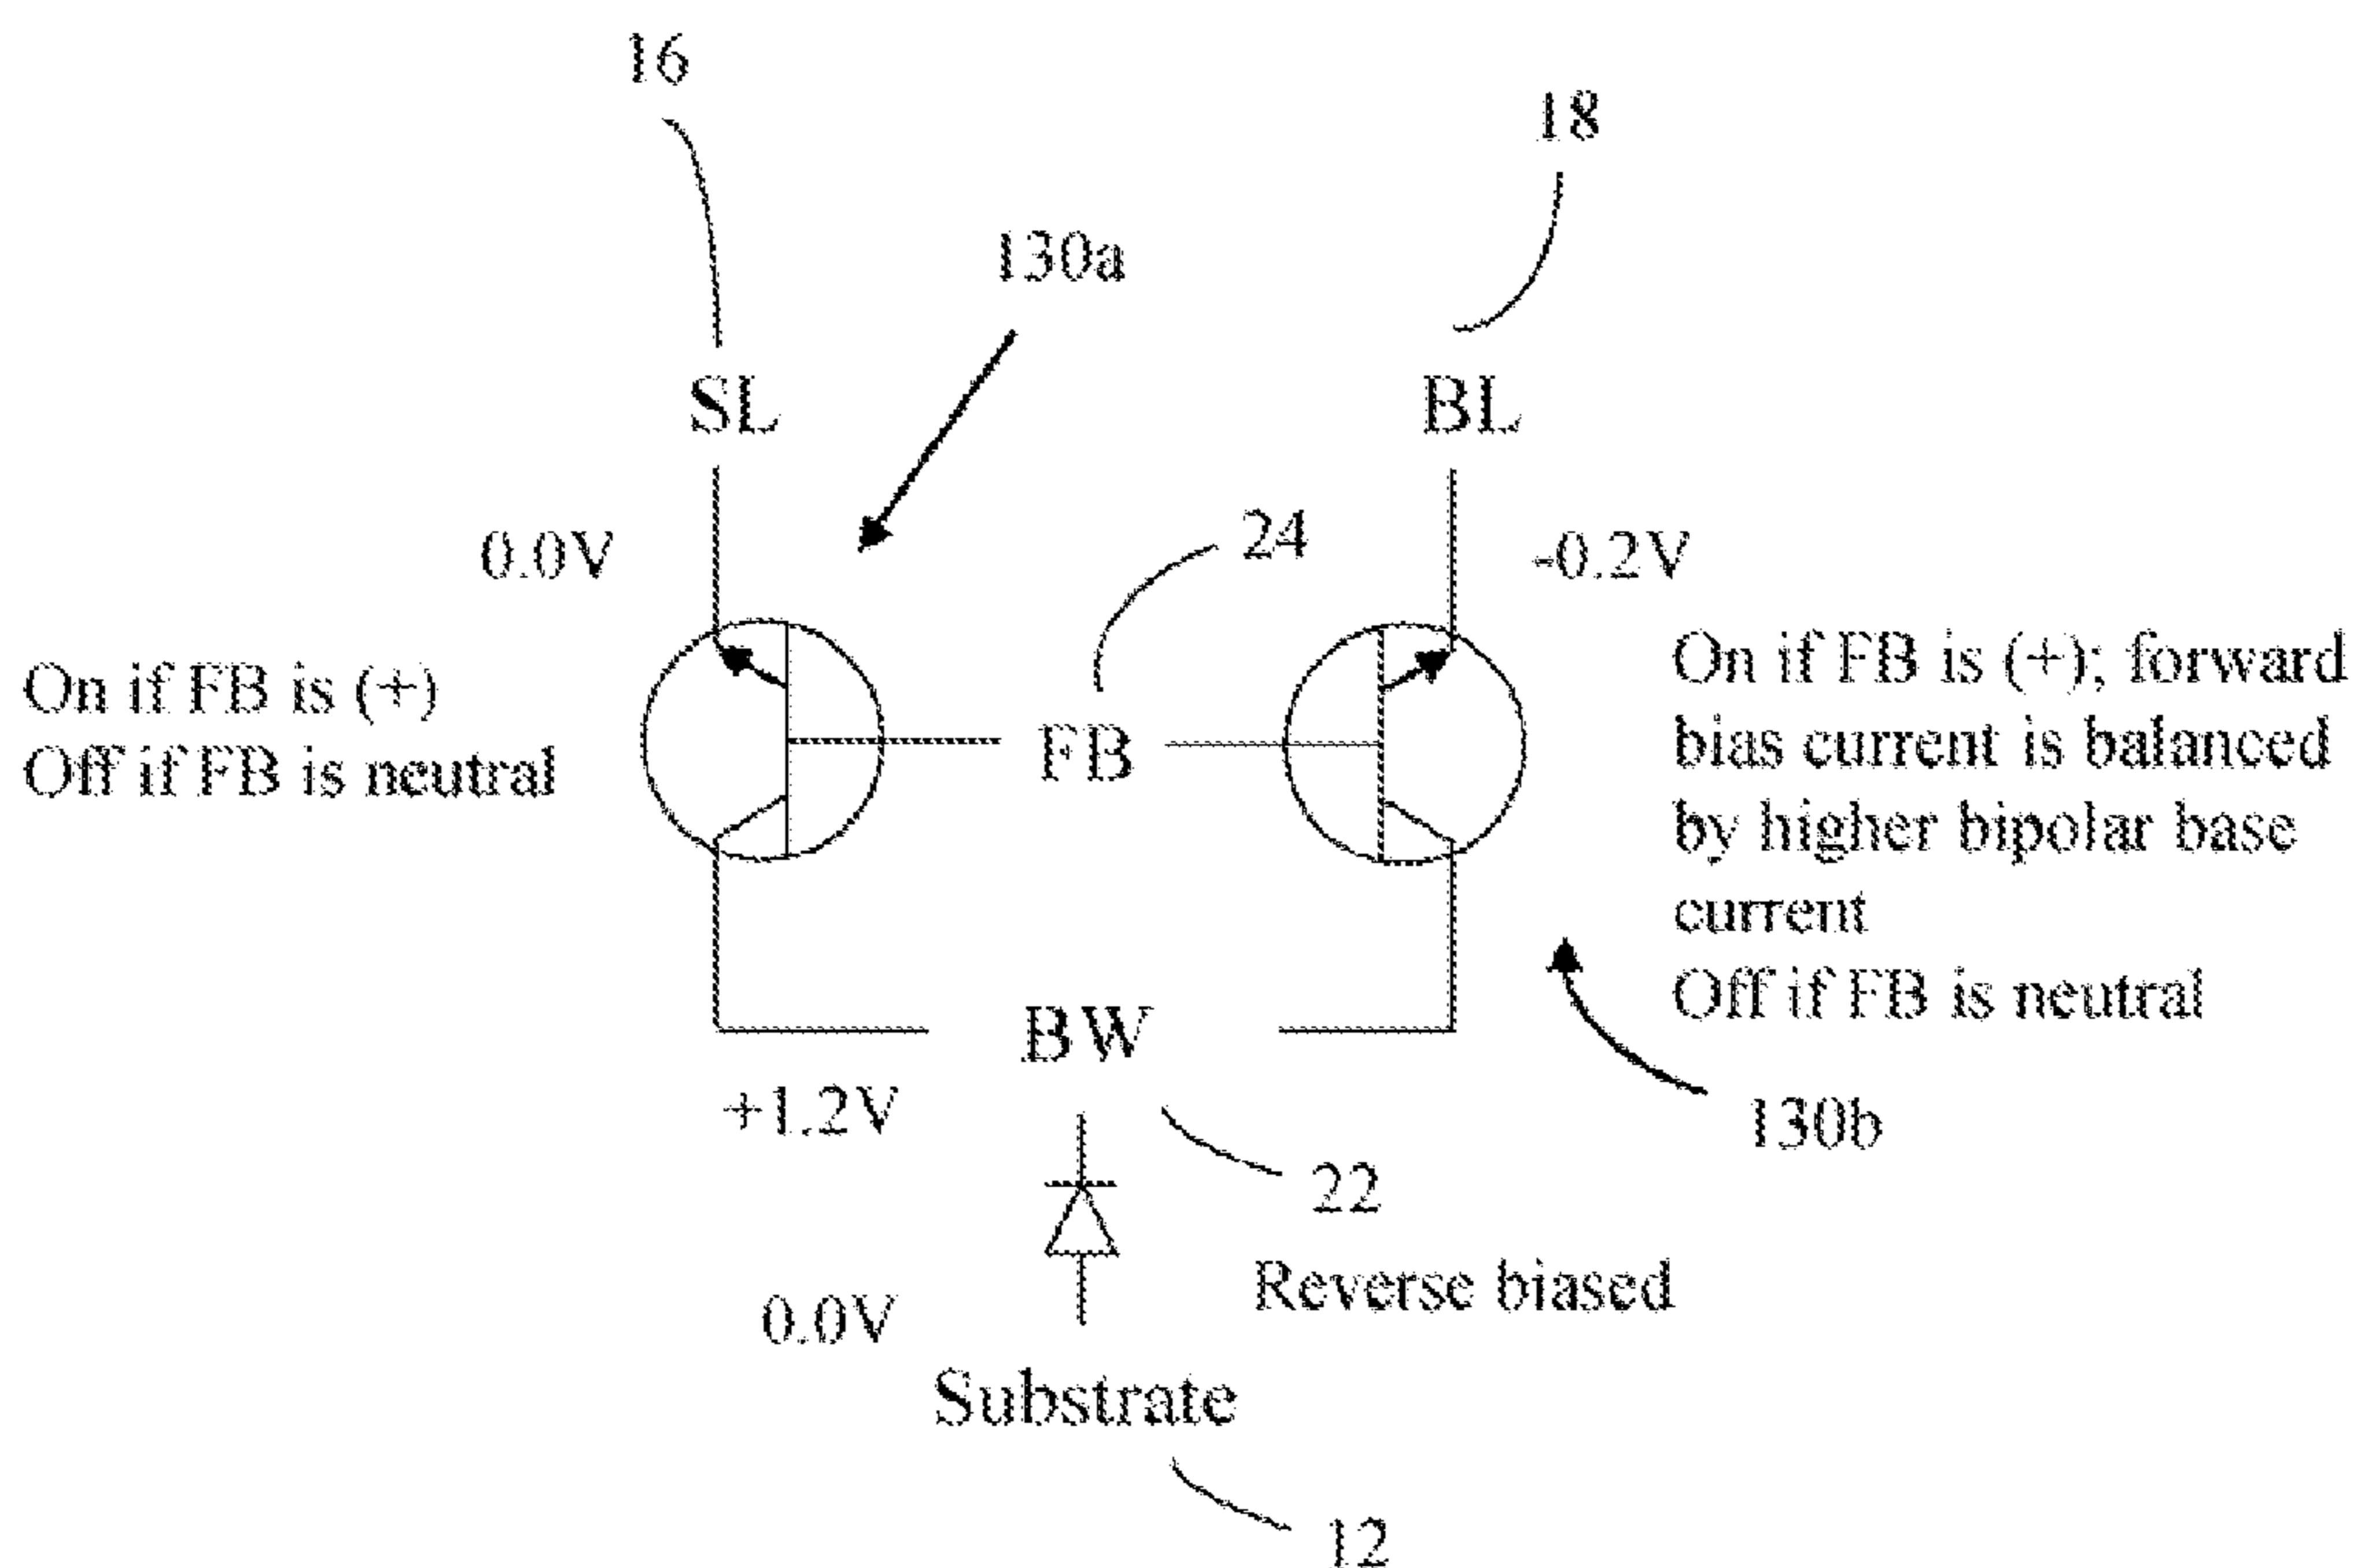 16
18
130a
SL
BL
0.0V
24
-0.2V
On if FB is (+)
Off if FB is neutral
FB
On if FB is (+); forward
bias current is balanced
by higher bipolar base
current
Off if FB is neutral
BW
+1.2V
130b
22
Reverse biased
0.0V
Substrate
12